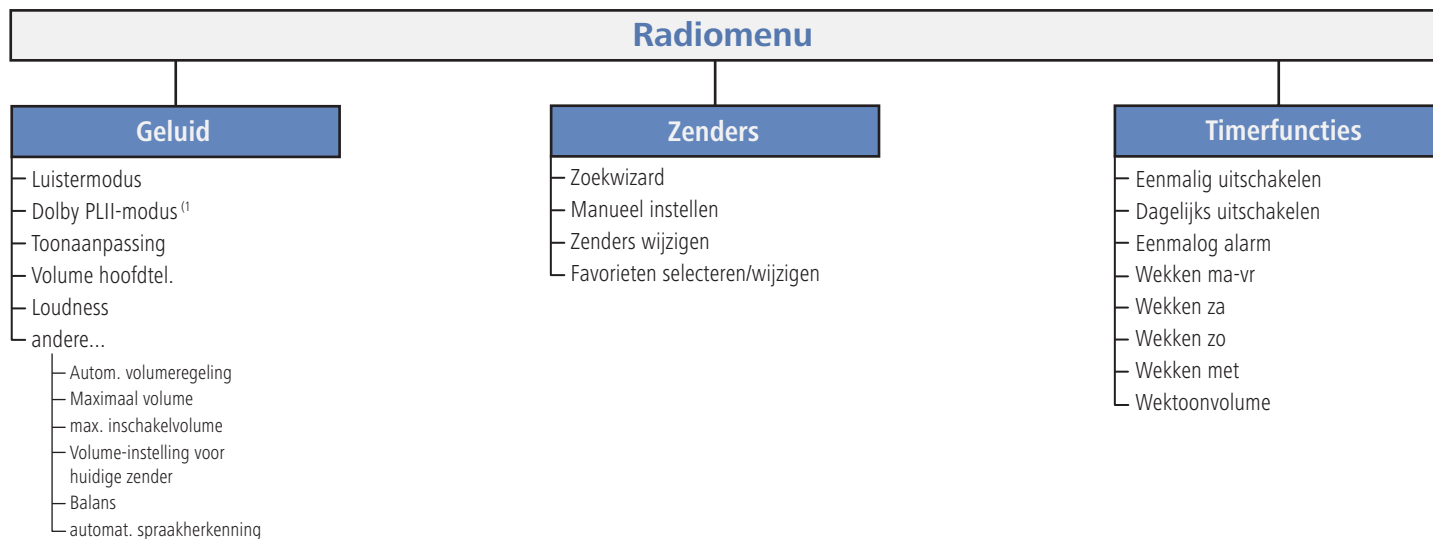 Radiomenu
Geluid
Luistermodus
Dolby PLII-modus (1
Toonaanpassing
Volume hoofdtel.
Loudness
andere...
Autom. volumeregeling
Maximaal volume
max. inschakelvolume
Volume-instelling voor
huidige zender
Balans
automat. spraakherkenning
Zenders
Zoekwizard
Manueel instellen
Zenders wijzigen
Favorieten selecteren/wijzigen
Timerfuncties
Eenmalig uitschakelen
Dagelijks uitschakelen
Eenmalog alarm
Wekken ma-vr
Wekken za
Wekken zo
Wekken met
Wektoonvolume